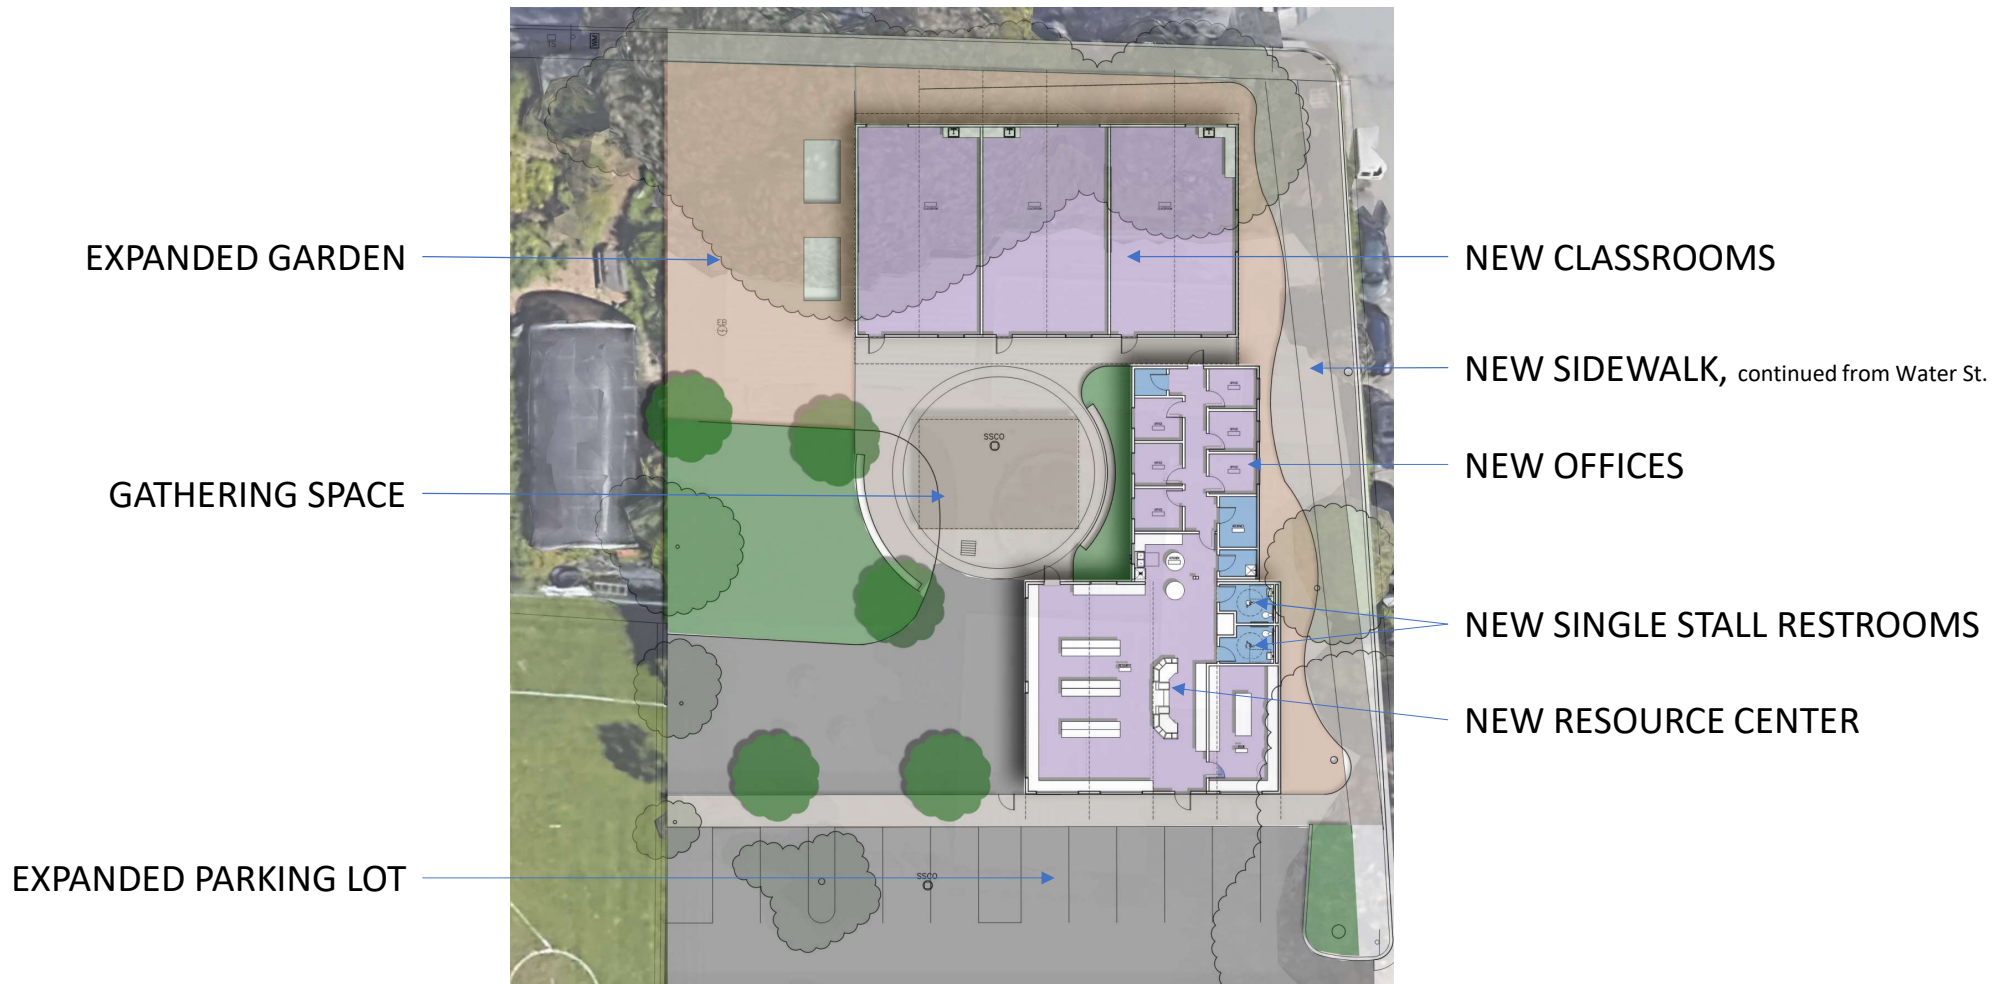 EXPANDED GARDEN
GATHERING SPACE
EXPANDED PARKING LOT
SSCO
SSCO
NEW CLASSROOMS
NEW SIDEWALK, continued from Water St.
NEW OFFICES
NEW SINGLE STALL RESTROOMS
NEW RESOURCE CENTER